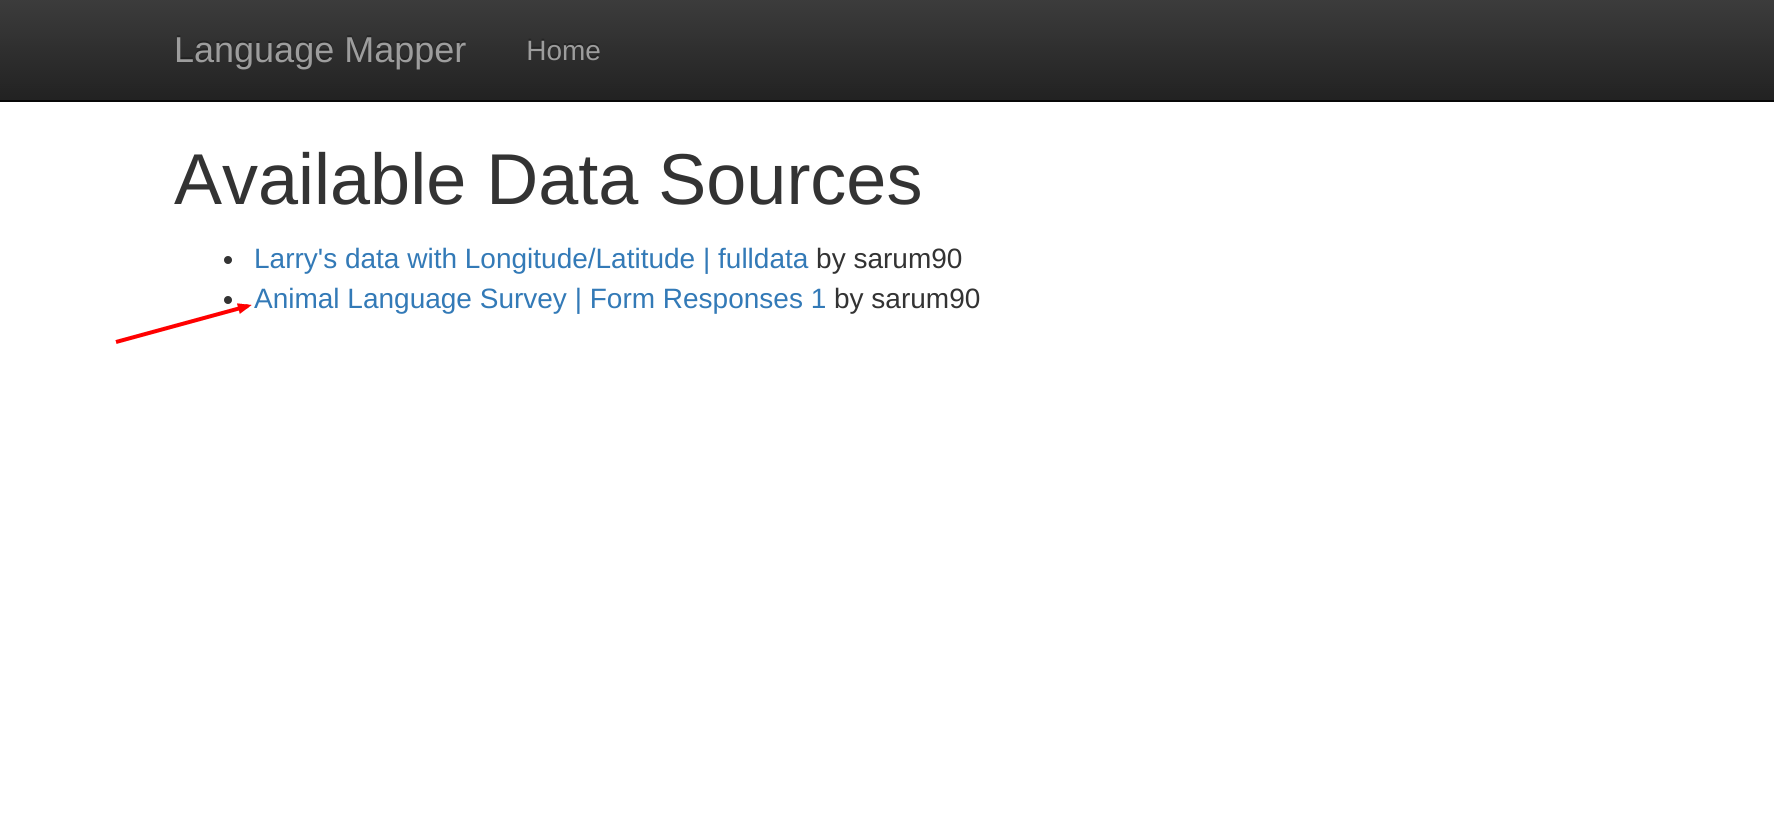 Language Mapper Home
Available Data Sources
Larry's data with Longitude/Latitude | fulldata by sarum90
Animal Language Survey | Form Responses 1 by sarum90